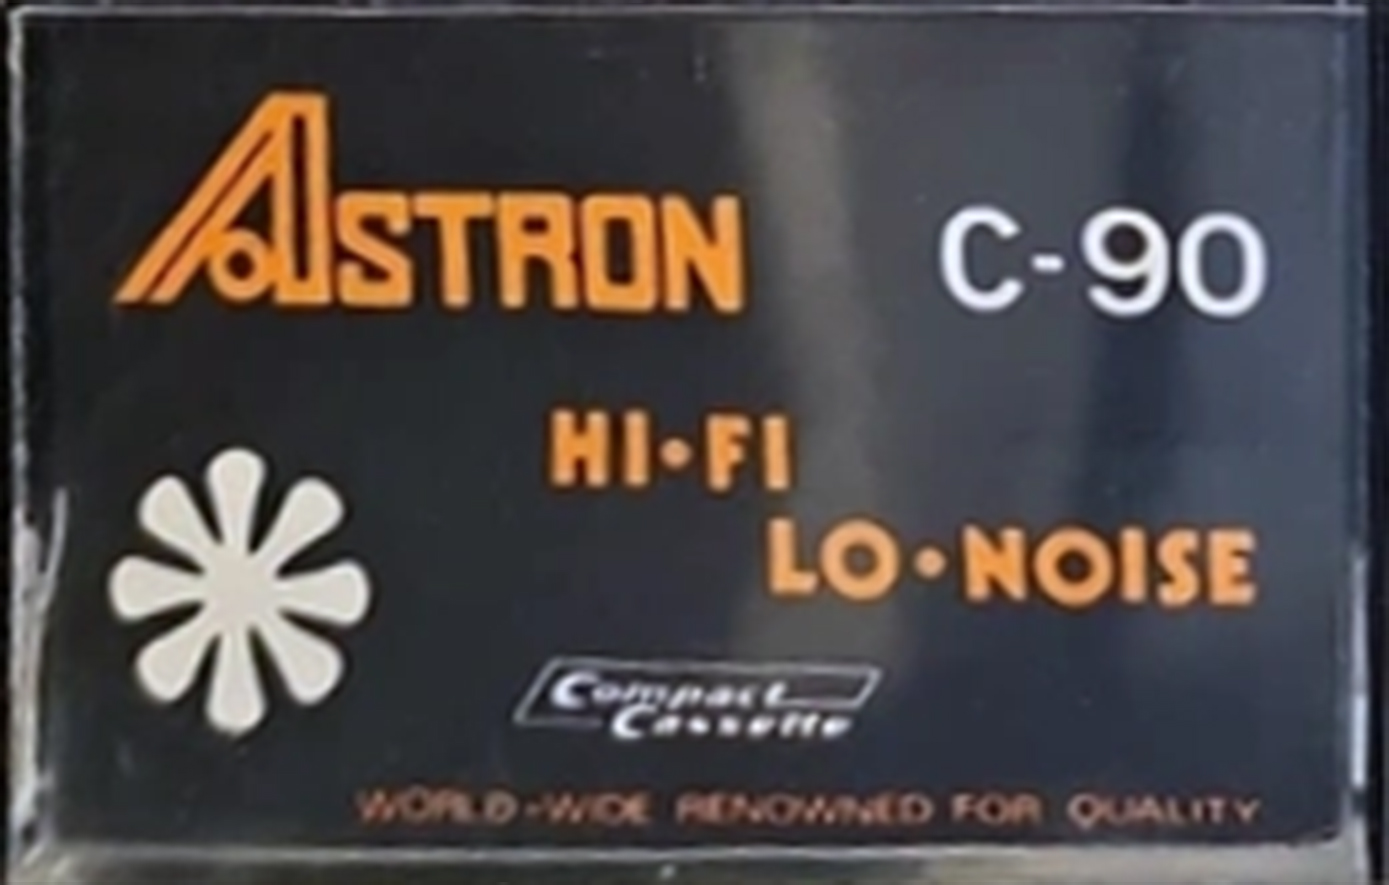 ASTRON
C-90
HI•FI
LO•NOISE
Compact
Cassette
WORLD-WIDE RENOWNED FOR QUALITY